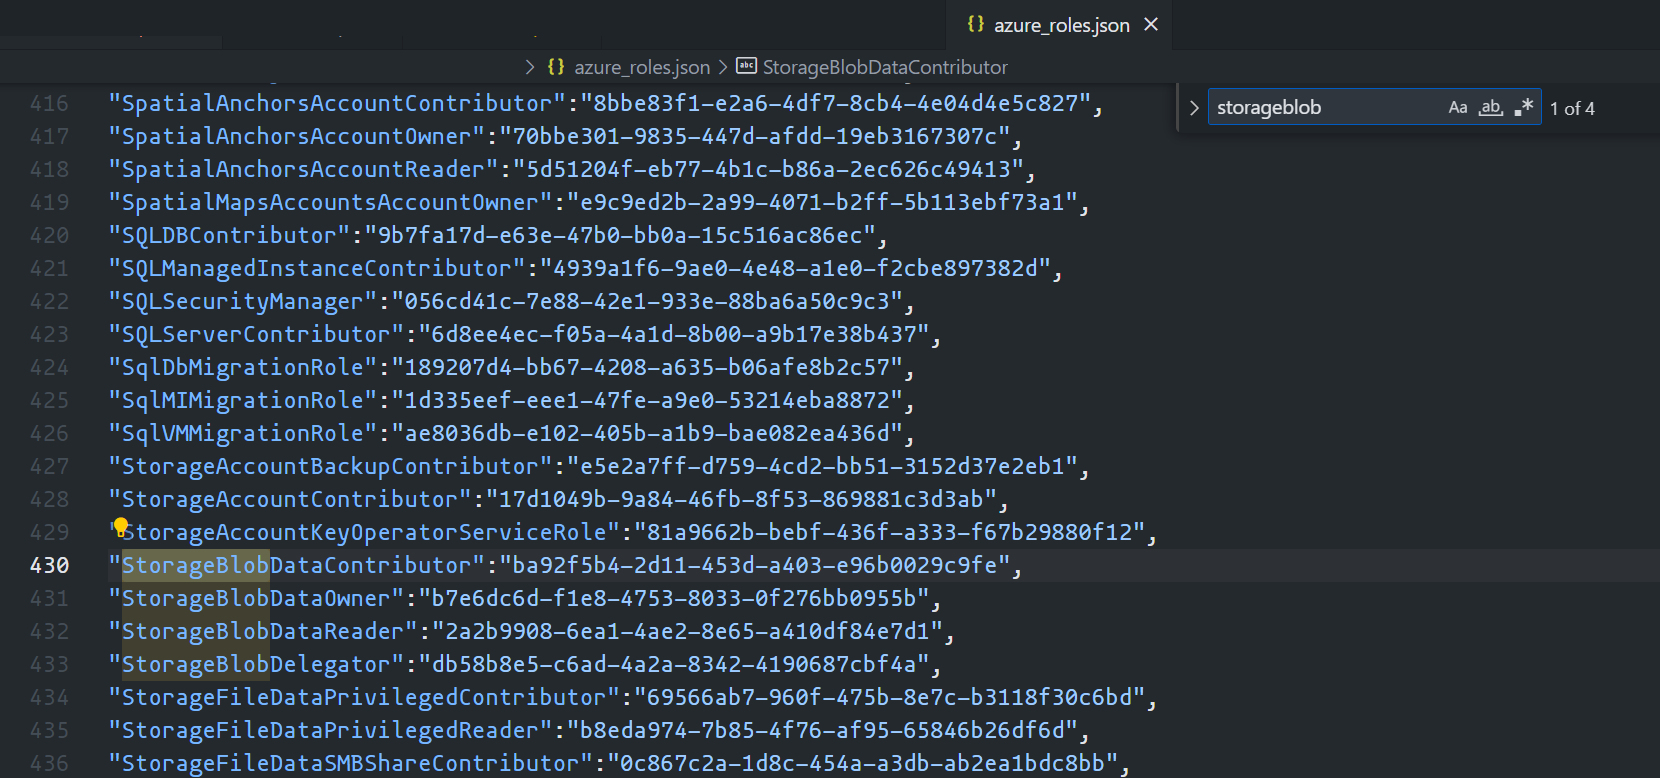 {} azure_roles.json ×
> {} azure_roles.json > abc StorageBlobDataContributor
> storageblob Aa ab .* 1 of 4
416 "SpatialAnchorsAccountContributor":"8bbe83f1-e2a6-4df7-8cb4-4e04d4e5c827",
417 "SpatialAnchorsAccountOwner":"70bbe301-9835-447d-afdd-19eb3167307c",
418 "SpatialAnchorsAccountReader":"5d51204f-eb77-4b1c-b86a-2ec626c49413",
419 "SpatialMapsAccountsAccountOwner":"e9c9ed2b-2a99-4071-b2ff-5b113ebf73a1",
420 "SQLDBContributor":"9b7fa17d-e63e-47b0-bb0a-15c516ac86ec",
421 "SQLManagedInstanceContributor":"4939a1f6-9ae0-4e48-a1e0-f2cbe897382d",
422 "SQLSecurityManager":"056cd41c-7e88-42e1-933e-88ba6a50c9c3",
423 "SQLServerContributor":"6d8ee4ec-f05a-4a1d-8b00-a9b17e38b437",
424 "SqlDbMigrationRole":"189207d4-bb67-4208-a635-b06afe8b2c57",
425 "SqlMIMigrationRole":"1d335eef-eee1-47fe-a9e0-53214eba8872",
426 "SqlVMMigrationRole":"ae8036db-e102-405b-a1b9-bae082ea436d",
427 "StorageAccountBackupContributor":"e5e2a7ff-d759-4cd2-bb51-3152d37e2eb1",
428 "StorageAccountContributor":"17d1049b-9a84-46fb-8f53-869881c3d3ab",
429 "StorageAccountKeyOperatorServiceRole":"81a9662b-bebf-436f-a333-f67b29880f12",
430 "StorageBlobDataContributor":"ba92f5b4-2d11-453d-a403-e96b0029c9fe",
431 "StorageBlobDataOwner":"b7e6dc6d-f1e8-4753-8033-0f276bb0955b",
432 "StorageBlobDataReader":"2a2b9908-6ea1-4ae2-8e65-a410df84e7d1",
433 "StorageBlobDelegator":"db58b8e5-c6ad-4a2a-8342-4190687cbf4a",
434 "StorageFileDataPrivilegedContributor":"69566ab7-960f-475b-8e7c-b3118f30c6bd",
435 "StorageFileDataPrivilegedReader":"b8eda974-7b85-4f76-af95-65846b26df6d",
436 "StorageFileDataSMBShareContributor":"0c867c2a-1d8c-454a-a3db-ab2ea1bdc8bb",